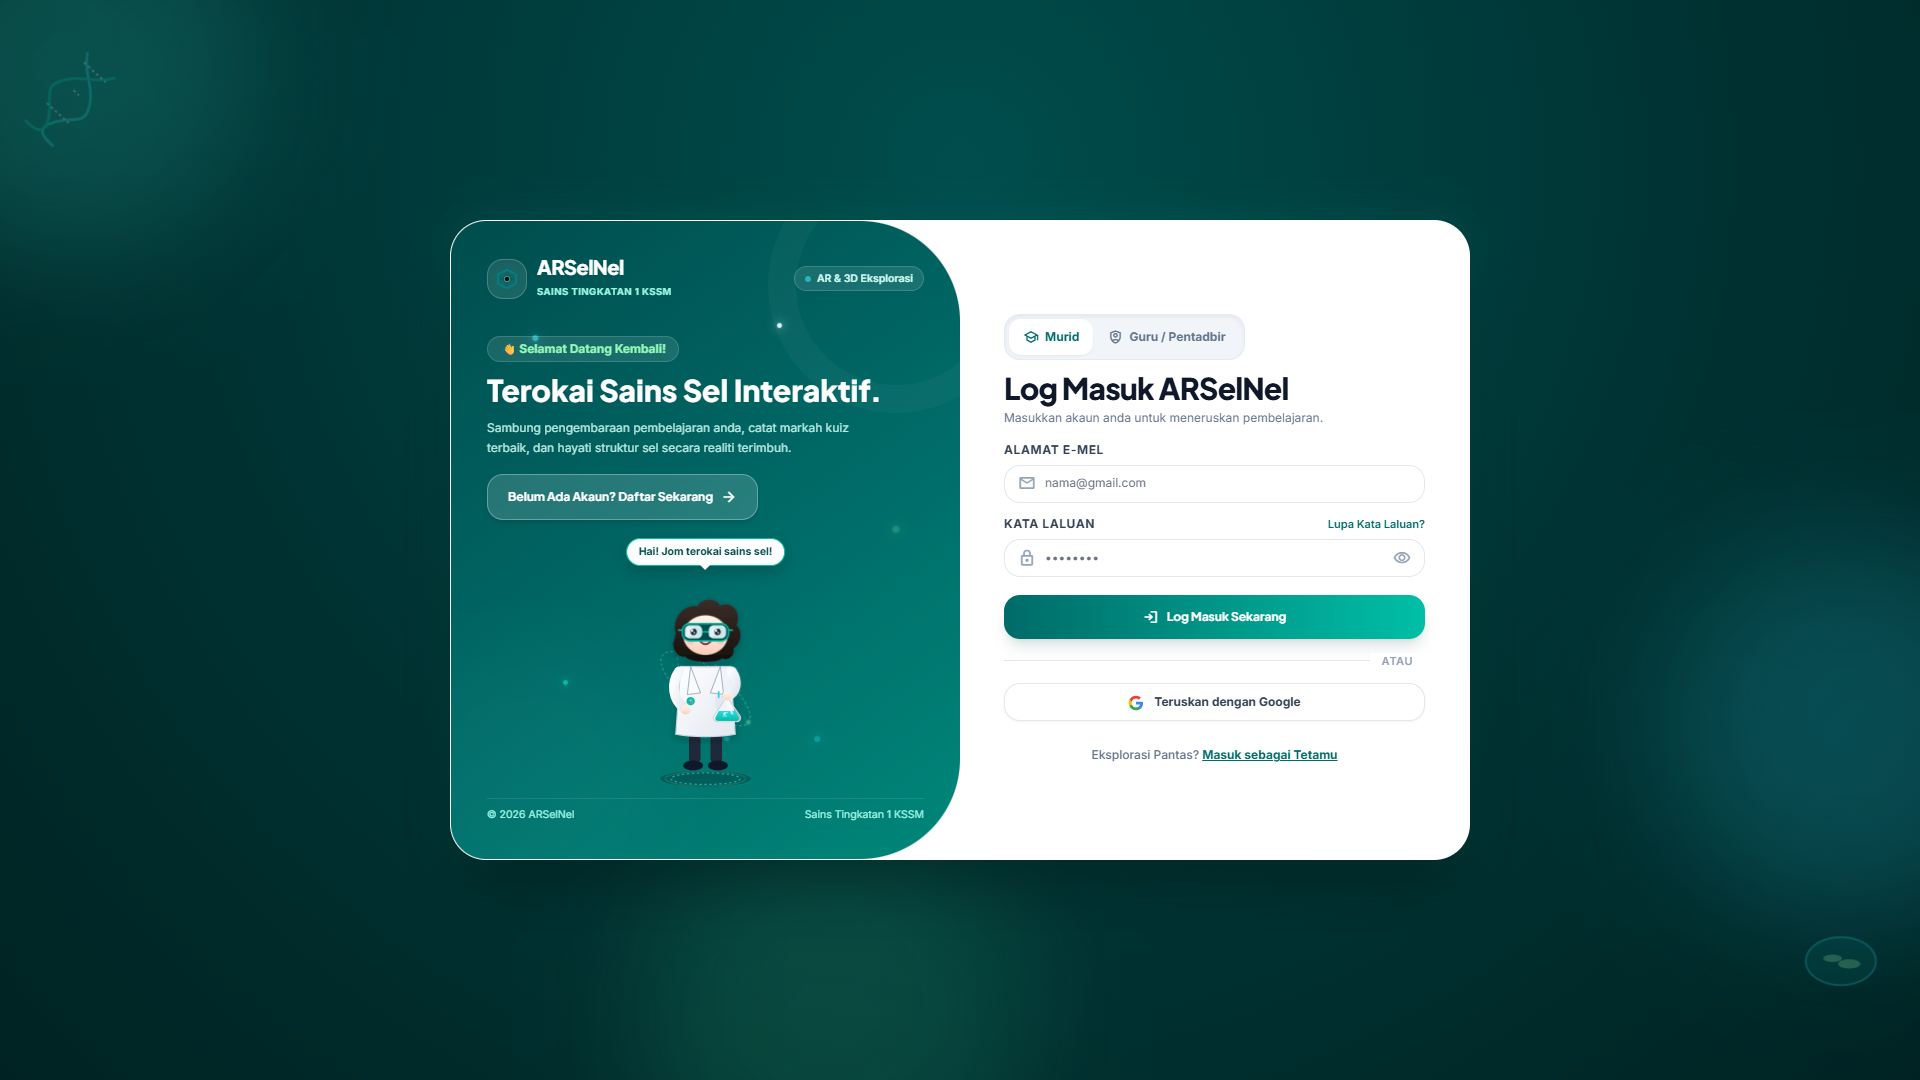 ARSelNel
SAINS TINGKATAN 1 KSSM
AR & 3D Eksplorasi
👋 Selamat Datang Kembali!
Terokai Sains Sel Interaktif.
Sambung pengembaraan pembelajaran anda, catat markah kuiz
terbaik, dan hayati struktur sel secara realiti terimbuh.
Belum Ada Akaun? Daftar Sekarang →
Hai! Jom terokai sains sel!
© 2026 ARSelNel
Sains Tingkatan 1 KSSM
Murid
Guru / Pentadbir
Log Masuk ARSelNel
Masukkan akaun anda untuk meneruskan pembelajaran.
ALAMAT E-MEL
nama@gmail.com
KATA LALUAN
Lupa Kata Laluan?
••••••••
Log Masuk Sekarang
ATAU
Teruskan dengan Google
Eksplorasi Pantas? Masuk sebagai Tetamu